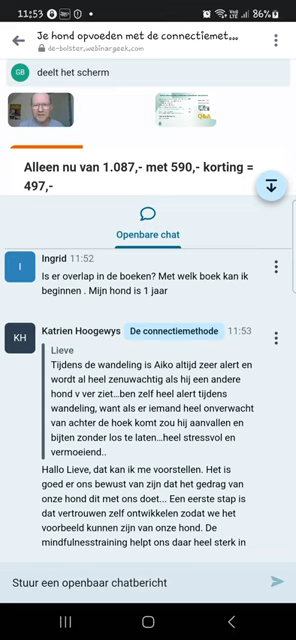 11:53
VoD
LTE
86%
Je hond opvoeden met de connectiemet...
de-bolster.webinargeek.com
GB deelt het scherm
Q&A
Alleen nu van 1.087,- met 590,- korting =
497,-
Openbare chat
I
Ingrid 11:52
Is er overlap in de boeken? Met welk boek kan ik
beginnen . Mijn hond is 1 jaar
KH
Katrien Hoogewys De connectiemethode 11:53
Lieve
Tijdens de wandeling is Aiko altijd zeer alert en
wordt al heel zenuwachtig als hij een andere
hond v ver ziet...ben zelf heel alert tijdens
wandeling, want als er iemand heel onverwacht
van achter de hoek komt zou hij aanvallen en
bijten zonder los te laten...heel stressvol en
vermoeiend..
Hallo Lieve, dat kan ik me voorstellen. Het is
goed er ons bewust van zijn dat het gedrag van
onze hond dit met ons doet... Een eerste stap is
dat vertrouwen zelf ontwikkelen zodat we het
voorbeeld kunnen zijn van onze hond. De
mindfulnesstraining helpt ons daar heel sterk in
Stuur een openbaar chatbericht